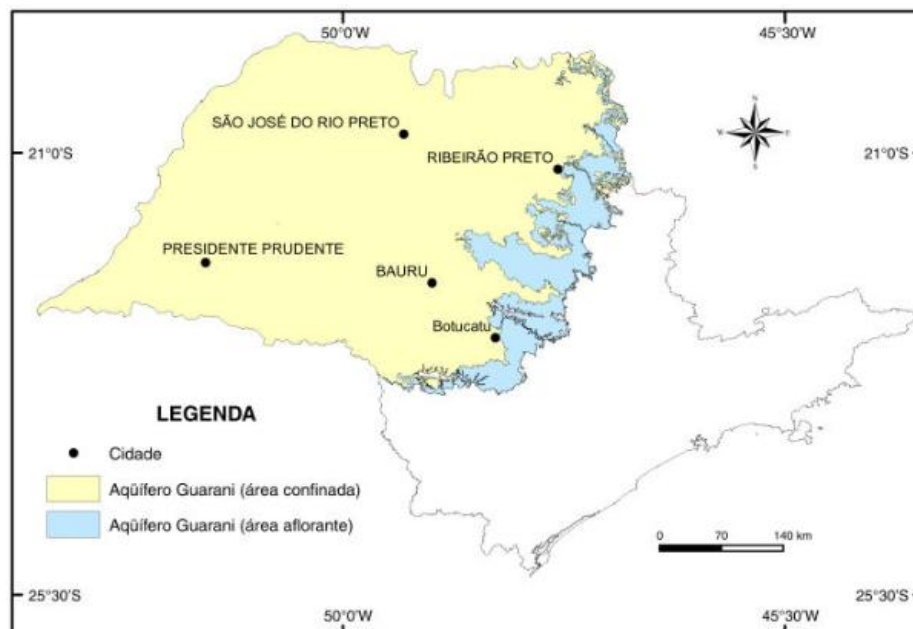 50°0'W
45°30'W
N
W
E
S
SÃO JOSÉ DO RIO PRETO
21°0'S
RIBEIRÃO PRETO
21°0'S
PRESIDENTE PRUDENTE
BAURU
Botucatu
LEGENDA
Cidade
Aqüífero Guarani (área confinada)
Aqüífero Guarani (área aflorante)
0 70 140 km
25°30'S
25°30'S
50°0'W
45°30'W